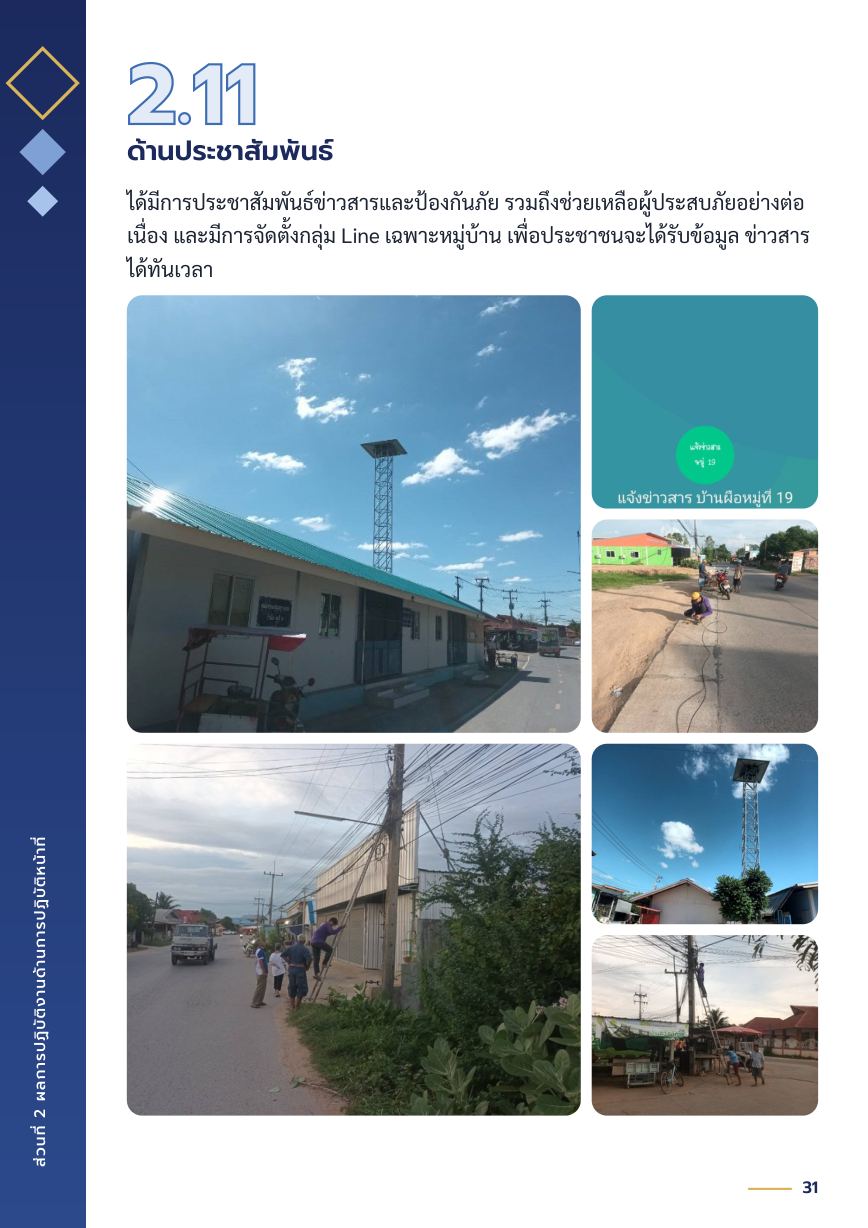 2.11
ด้านประชาสัมพันธ์
ได้มีการประชาสัมพันธ์ข่าวสารและป้องกันภัย รวมถึงช่วยเหลือผู้ประสบภัยอย่างต่อ
เนื่อง และมีการจัดตั้งกลุ่ม Line เฉพาะหมู่บ้าน เพื่อประชาชนจะได้รับข้อมูล ข่าวสาร
ได้ทันเวลา
แจ้งข่าวสาร
หมู่ 19
แจ้งข่าวสาร บ้านผือหมู่ที่ 19
ส่วนที่ 2 ผลการปฏิบัติงานด้านการปฏิบัติหน้าที่
31